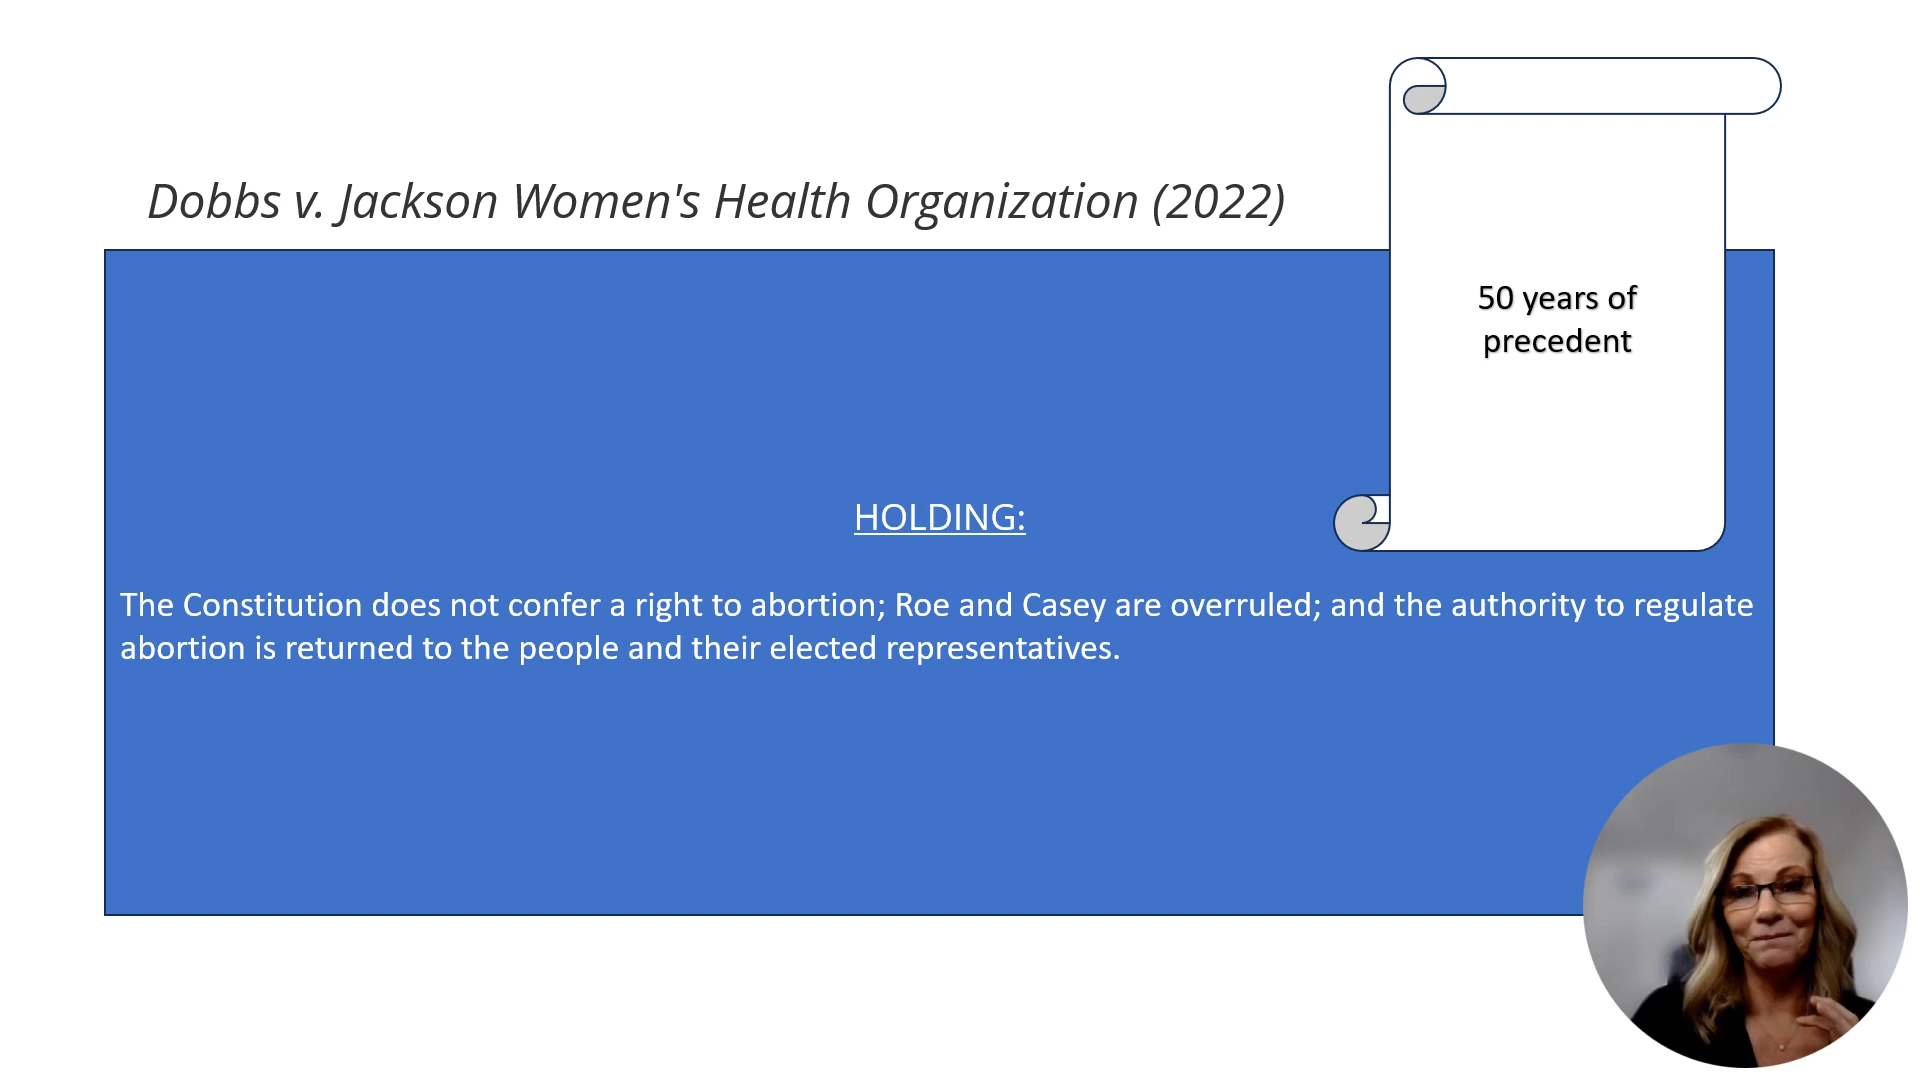 Dobbs v. Jackson Women's Health Organization (2022)
50 years of
precedent
HOLDING:
The Constitution does not confer a right to abortion; Roe and Casey are overruled; and the authority to regulate
abortion is returned to the people and their elected representatives.